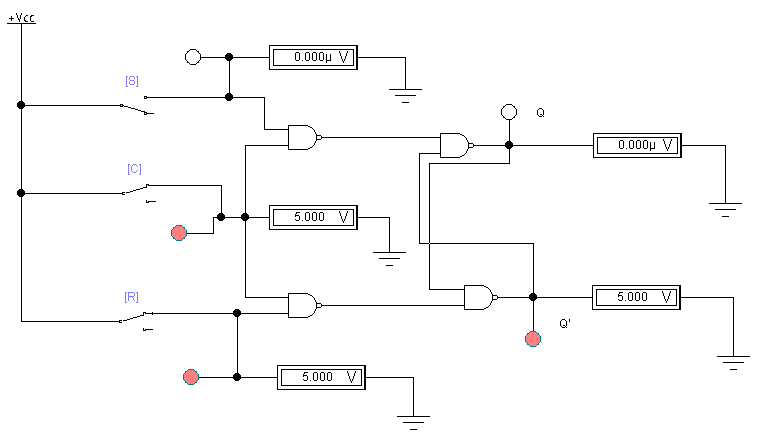 +Vcc
0.000µ V
[S]
Q
0.000µ V
[C]
5.000 V
[R]
5.000 V
Q'
5.000 V